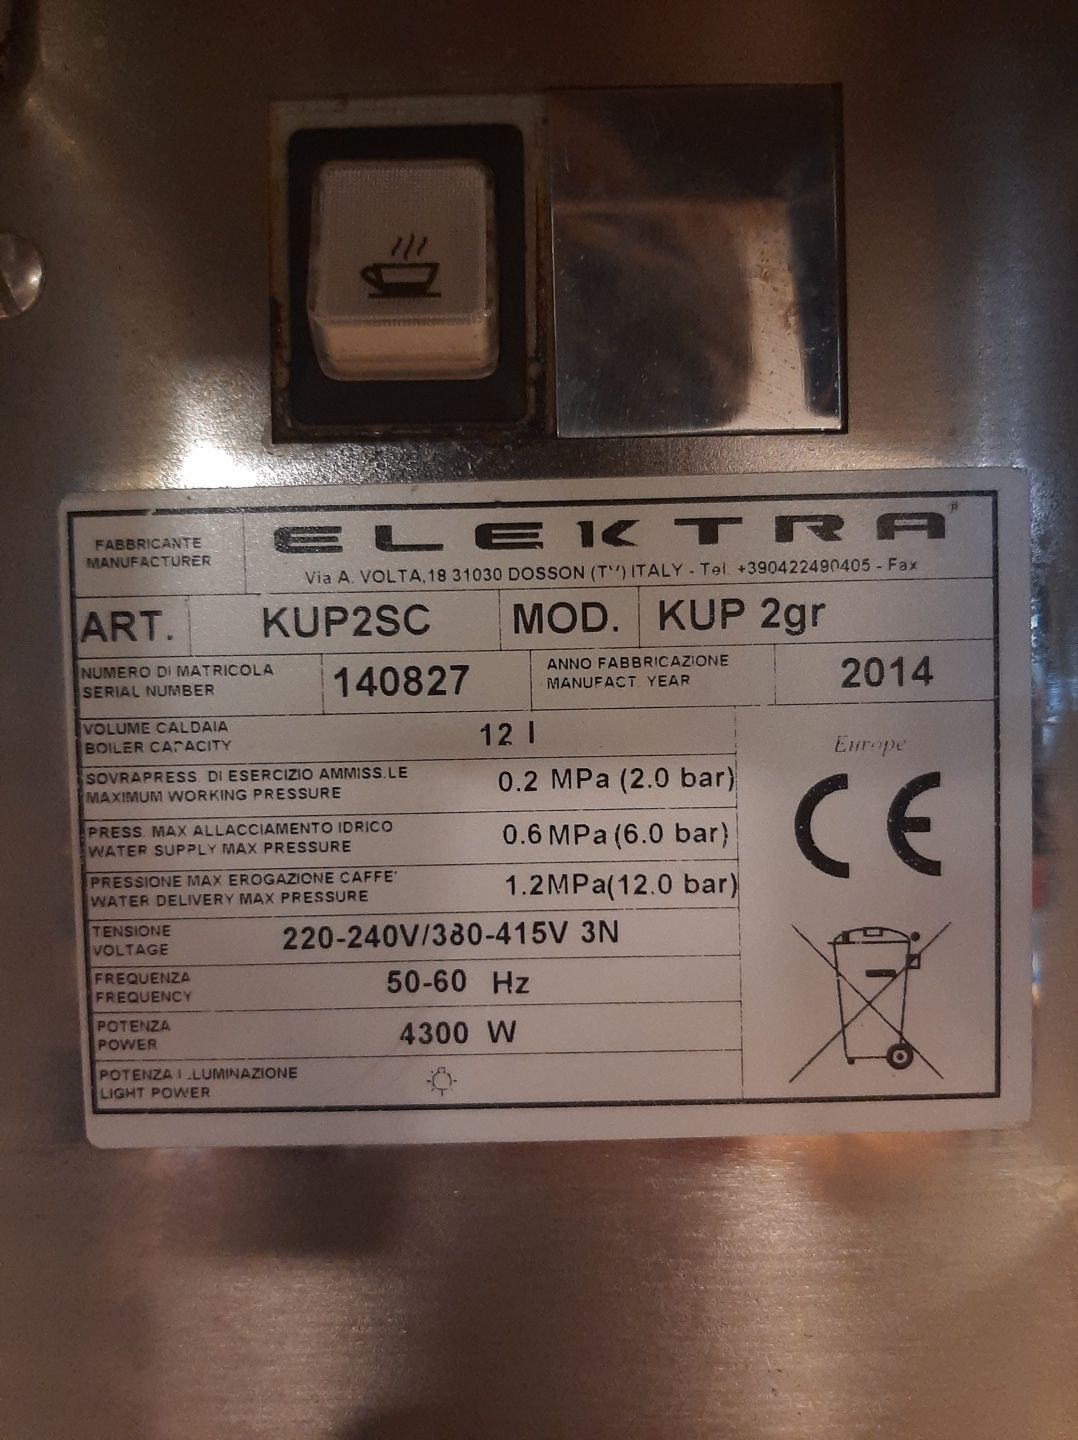 FABBRICANTE
MANUFACTURER
ELEKTRA
Via A. VOLTA,18 31030 DOSSON (TV) ITALY - Tel. +390422490405 - Fax
ART. KUP2SC MOD. KUP 2gr
NUMERO DI MATRICOLA
SERIAL NUMBER
140827
ANNO FABBRICAZIONE
MANUFACT. YEAR
2014
VOLUME CALDAIA
BOILER CAPACITY
12 l
SOVRAPRESS. DI ESERCIZIO AMMISS.LE
MAXIMUM WORKING PRESSURE
0.2 MPa (2.0 bar)
PRESS. MAX ALLACCIAMENTO IDRICO
WATER SUPPLY MAX PRESSURE
0.6 MPa (6.0 bar)
PRESSIONE MAX EROGAZIONE CAFFE'
WATER DELIVERY MAX PRESSURE
1.2MPa(12.0 bar)
TENSIONE
VOLTAGE
220-240V/380-415V 3N
FREQUENZA
FREQUENCY
50-60 Hz
POTENZA
POWER
4300 W
POTENZA ILLUMINAZIONE
LIGHT POWER
Europe
CE